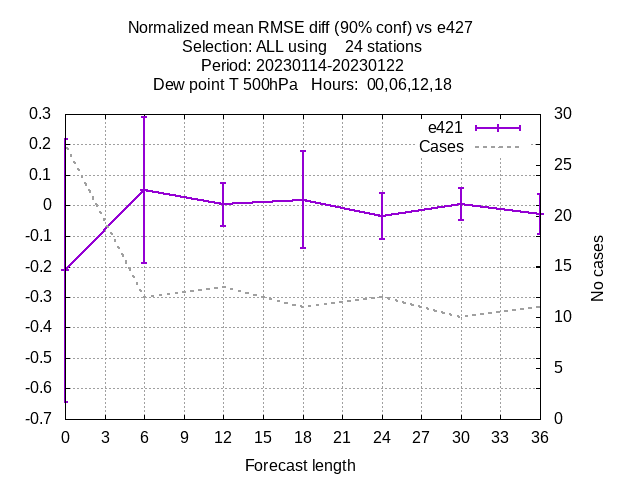 Normalized mean RMSE diff (90% conf) vs e427
Selection: ALL using    24 stations
Period: 20230114-20230122
Dew point T 500hPa   Hours:  00,06,12,18
0.3
0.2
0.1
0
-0.1
-0.2
-0.3
-0.4
-0.5
-0.6
-0.7
e421
Cases
30
25
20
15
10
5
0
No cases
0 3 6 9 12 15 18 21 24 27 30 33 36
Forecast length